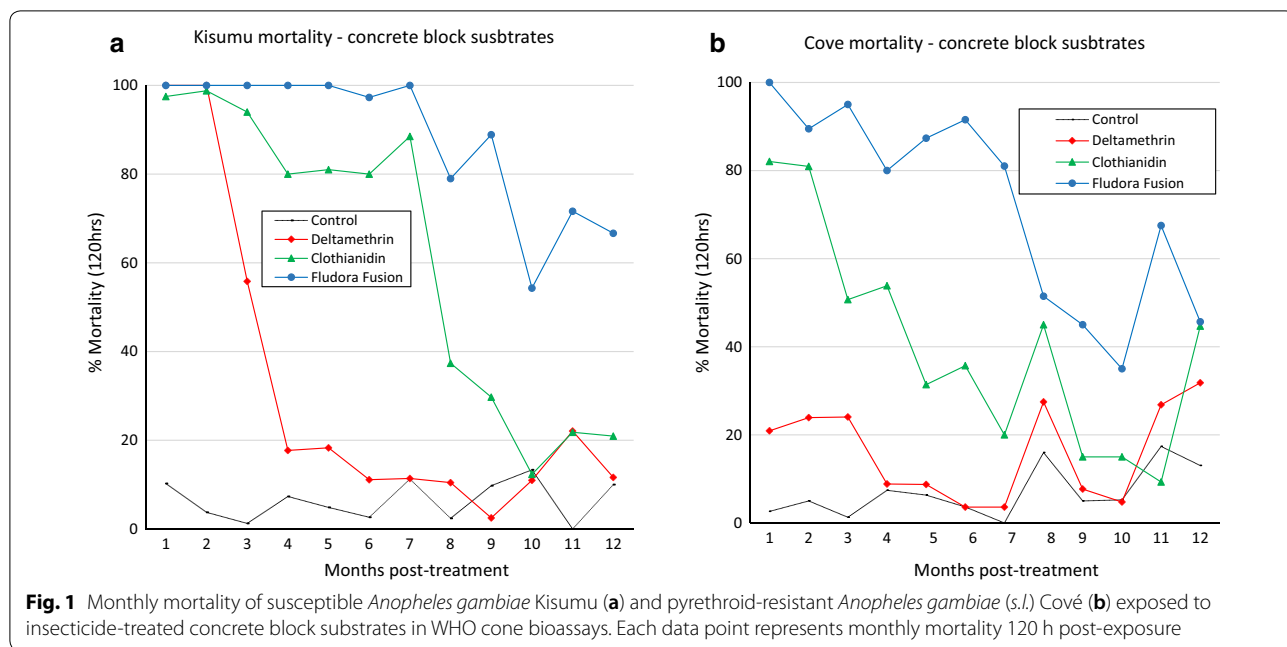 a
Kisumu mortality - concrete block susbtrates
% Mortality (120hrs)
100
80
60
40
20
0
Control
Deltamethrin
Clothianidin
Fludora Fusion
1 2 3 4 5 6 7 8 9 10 11 12
Months post-treatment
b
Cove mortality - concrete block susbtrates
% Mortality (120hrs)
100
80
60
40
20
0
Control
Deltamethrin
Clothianidin
Fludora Fusion
1 2 3 4 5 6 7 8 9 10 11 12
Months post-treatment
Fig. 1 Monthly mortality of susceptible Anopheles gambiae Kisumu (a) and pyrethroid-resistant Anopheles gambiae (s.l.) Cové (b) exposed to
insecticide-treated concrete block substrates in WHO cone bioassays. Each data point represents monthly mortality 120 h post-exposure